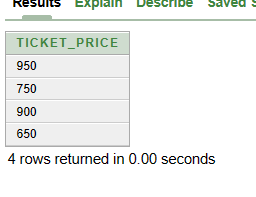 Results Explain Describe Saved S
TICKET_PRICE
950
750
900
650
4 rows returned in 0.00 seconds